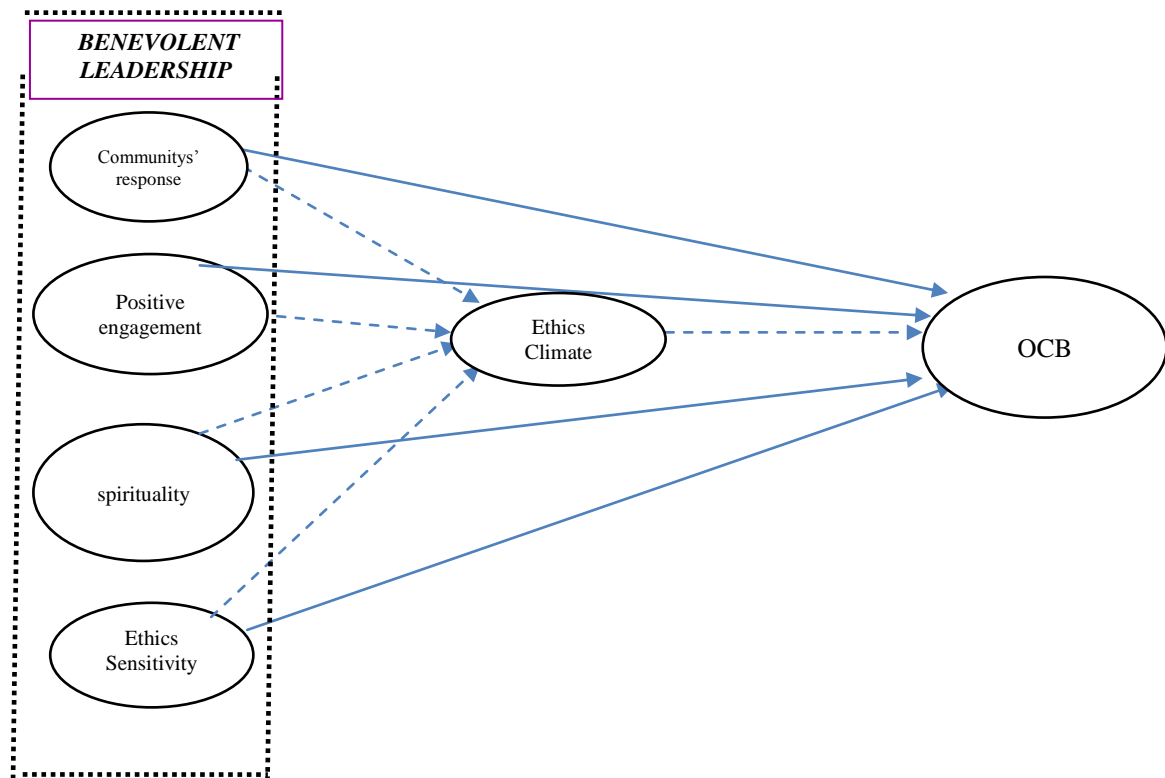 BENEVOLENT
LEADERSHIP
Communitys’
response
Positive
engagement
Ethics
Climate
OCB
spirituality
Ethics
Sensitivity